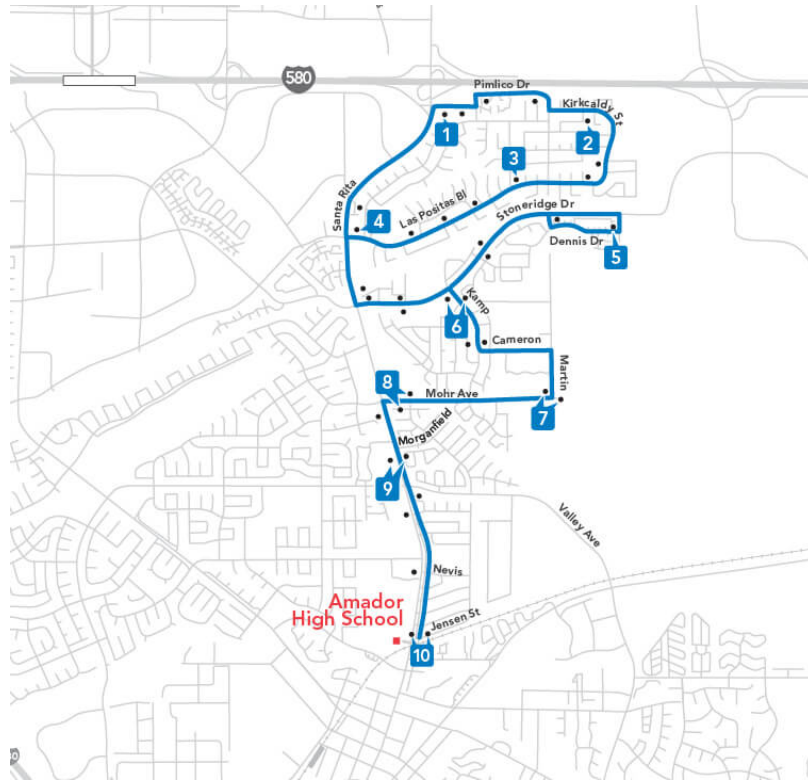 580
Pimlico Dr
Kirkcaldy St
1
2
3
Santa Rita
4
Las Positas Bl
Stoneridge Dr
Dennis Dr
5
Kamp
6
Cameron
Martin
8
Mohr Ave
7
Morganfield
9
Valley Ave
Nevis
Amador
High School
Jensen St
10